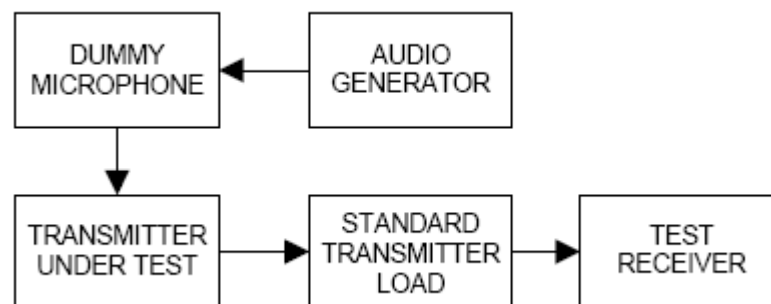 DUMMY
MICROPHONE
AUDIO
GENERATOR
TRANSMITTER
UNDER TEST
STANDARD
TRANSMITTER
LOAD
TEST
RECEIVER